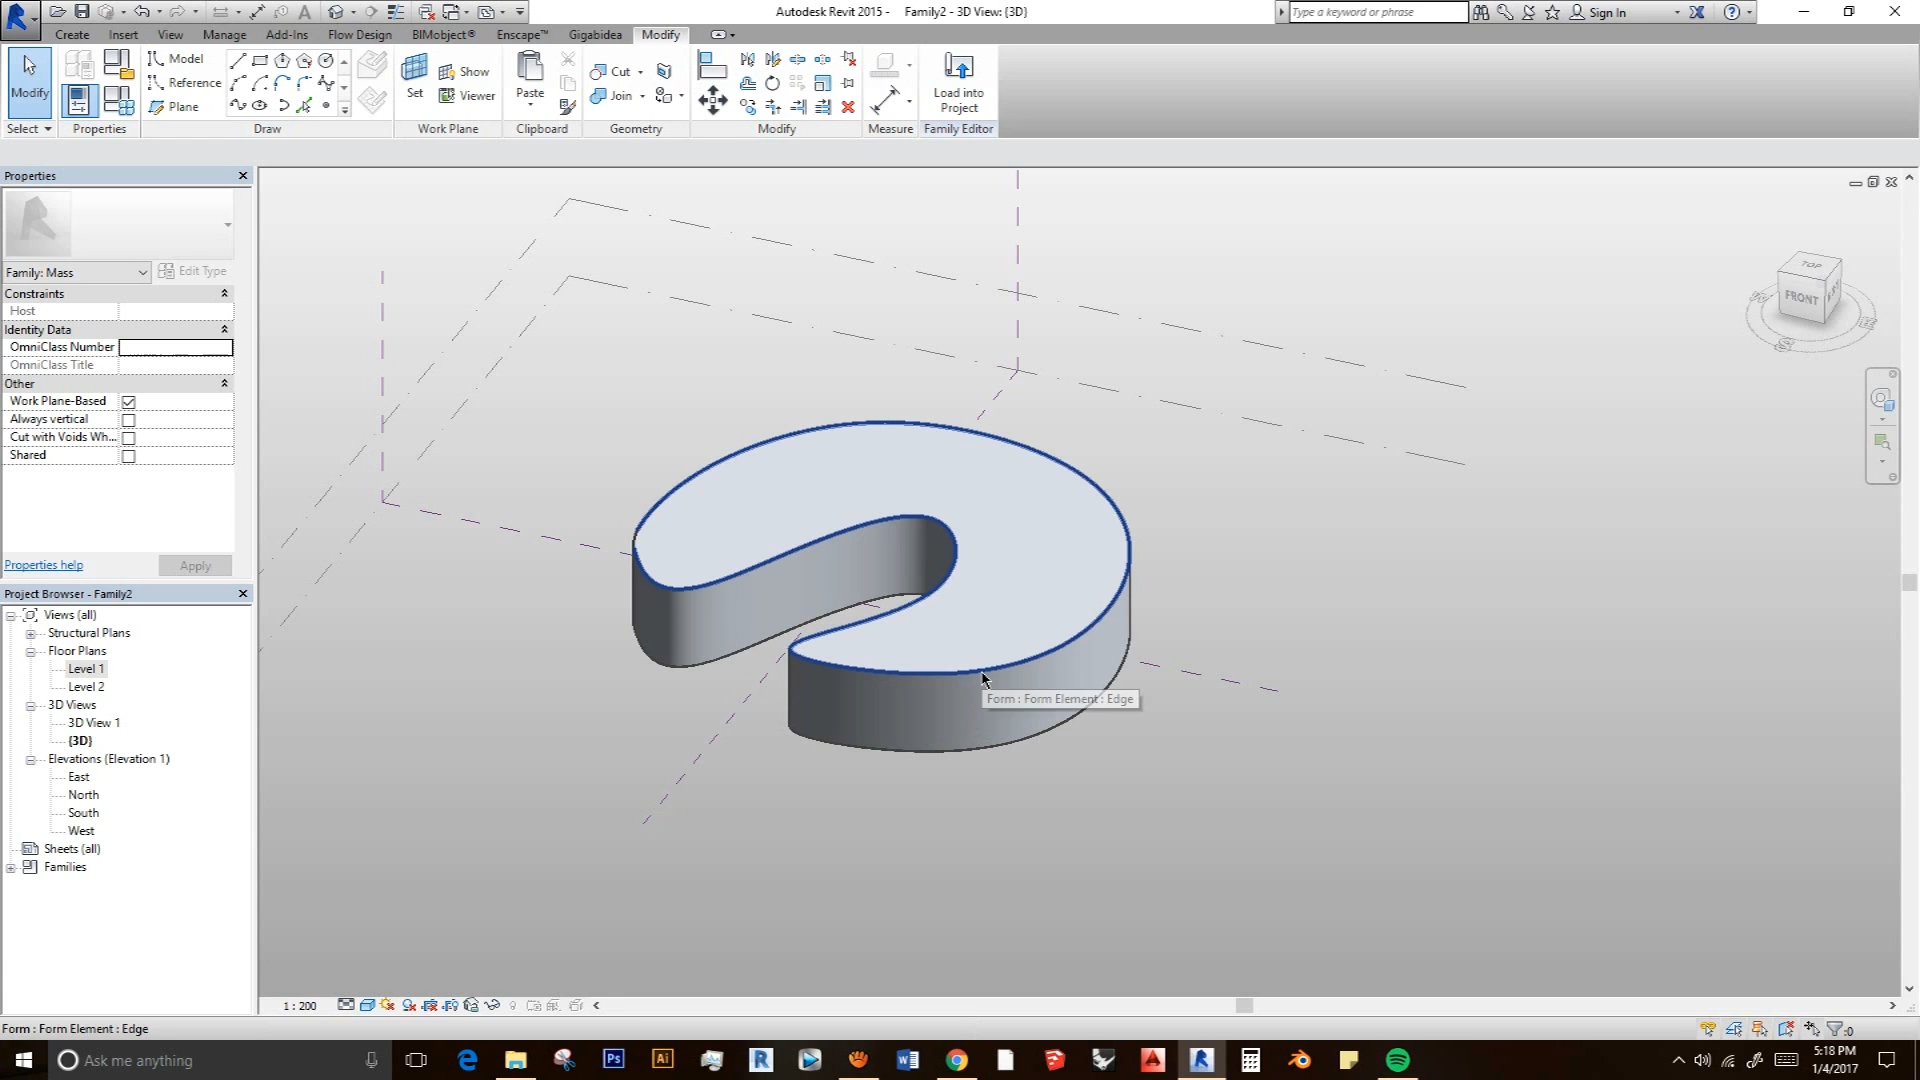 Autodesk Revit 2015 - Family2 - 3D View: {3D}
Type a keyword or phrase
Sign In
Create Insert View Manage Add-Ins Flow Design BIMobject® Enscape™ Gigabidea Modify
Modify
Model
Reference
Plane
Set
Show
Viewer
Paste
Cut
Join
Load into
Project
Select Properties Draw Work Plane Clipboard Geometry Modify Measure Family Editor
Properties
Family: Mass
Edit Type
Constraints
Host
Identity Data
OmniClass Number
OmniClass Title
Other
Work Plane-Based
Always vertical
Cut with Voids Wh...
Shared
Properties help
Apply
Project Browser - Family2
Views (all)
Structural Plans
Floor Plans
Level 1
Level 2
3D Views
3D View 1
{3D}
Elevations (Elevation 1)
East
North
South
West
Sheets (all)
Families
TOP
FRONT
S
E
Form : Form Element : Edge
1 : 200
Form : Form Element : Edge
:0
Ask me anything
Ps
Ai
5:18 PM
1/4/2017